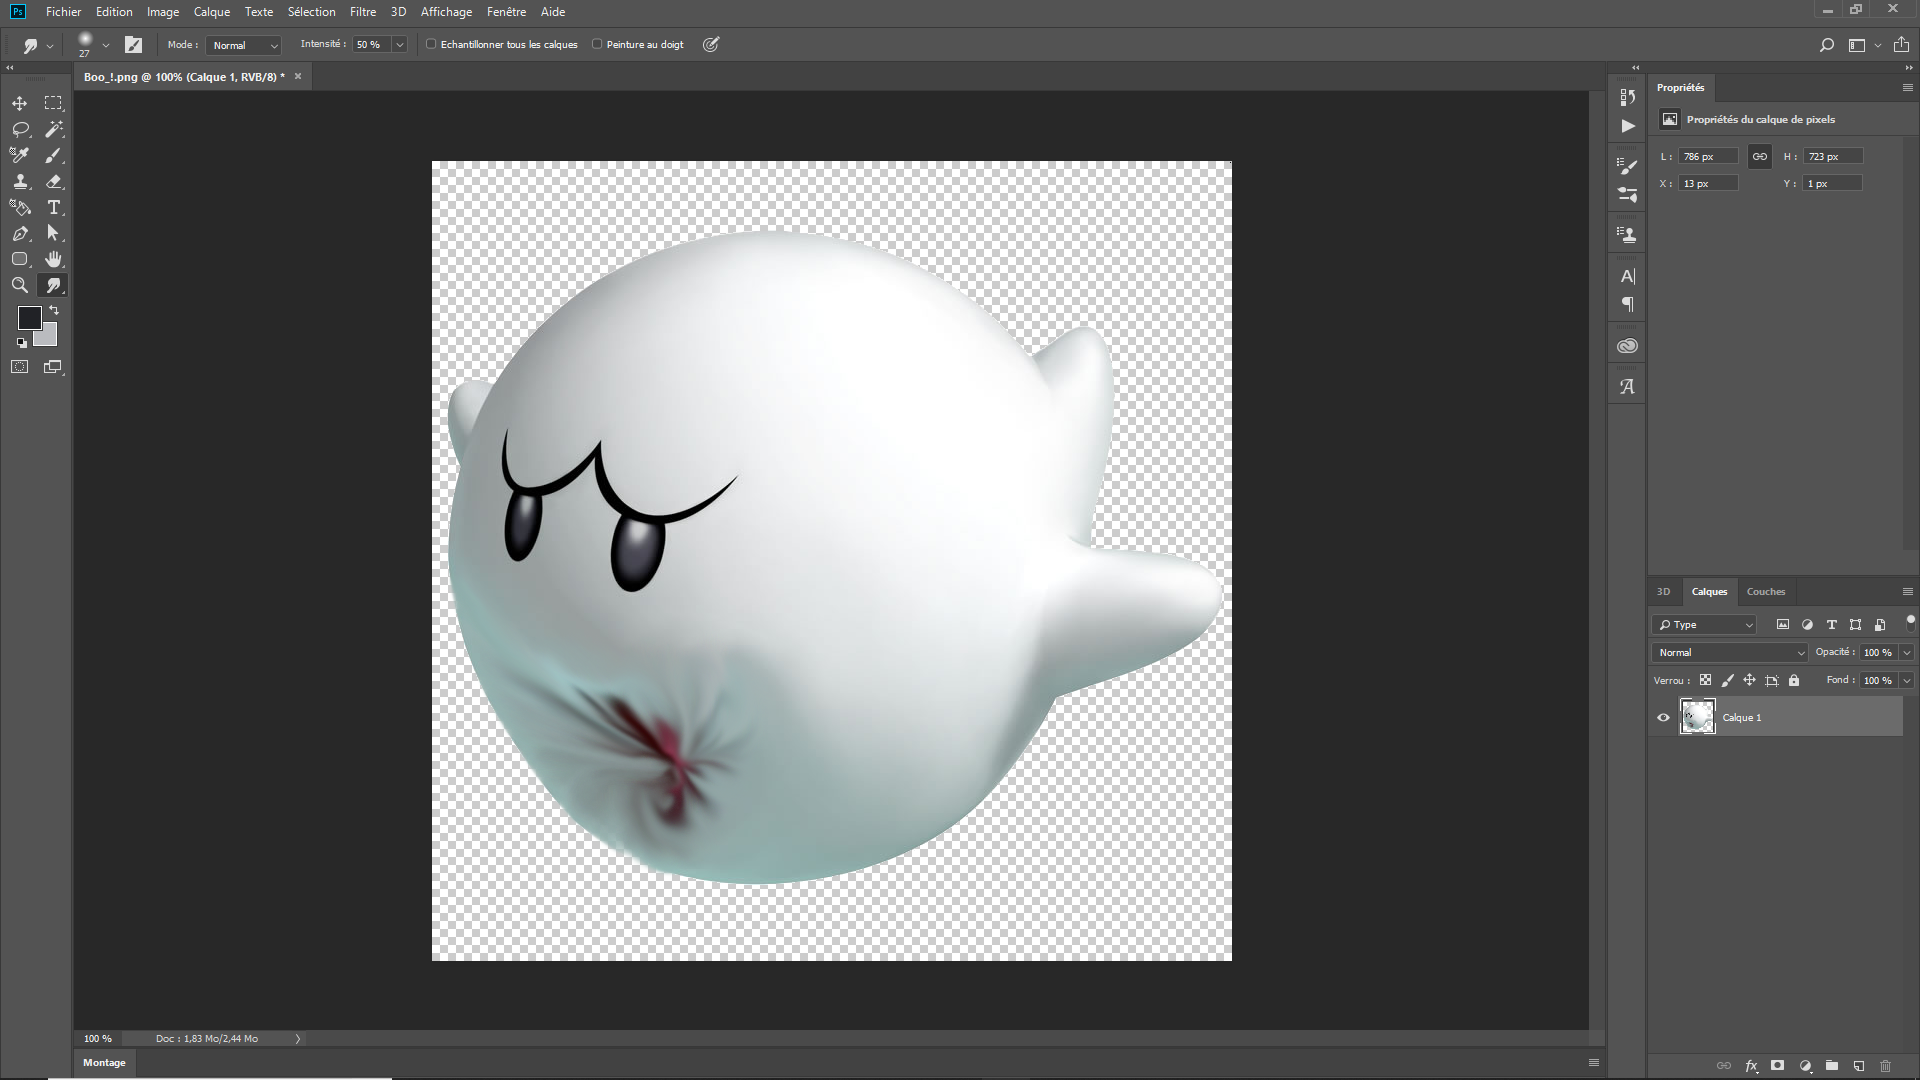 Ps Fichier Edition Image Calque Texte Sélection Filtre 3D Affichage Fenêtre Aide
27 Mode : Normal Intensité : 50 % Echantillonner tous les calques Peinture au doigt
Boo_!.png @ 100% (Calque 1, RVB/8) *
Propriétés
Propriétés du calque de pixels
L : 786 px H : 723 px
X : 13 px Y : 1 px
3D Calques Couches
Type
Normal Opacité : 100 %
Verrou : Fond : 100 %
Calque 1
100 % Doc : 1,83 Mo/2,44 Mo
Montage